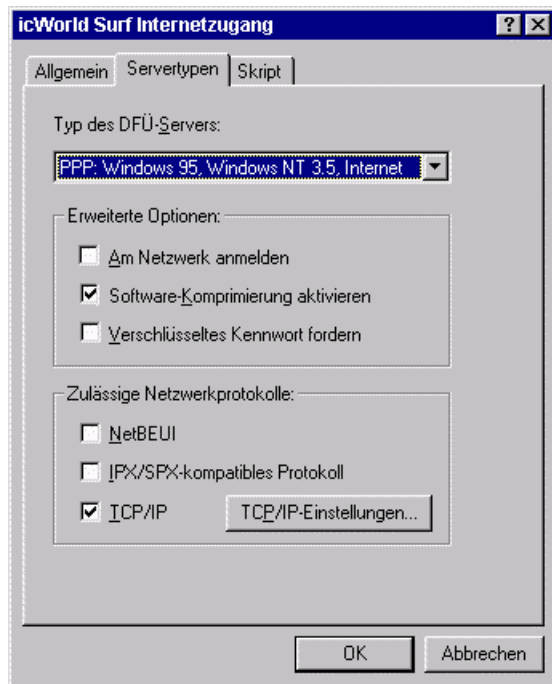 icWorld Surf Internetzugang
Allgemein Servertypen Skript
Typ des DFÜ-Servers:
PPP: Windows 95, Windows NT 3.5, Internet
Erweiterte Optionen:
Am Netzwerk anmelden
Software-Komprimierung aktivieren
Verschlüsseltes Kennwort fordern
Zulässige Netzwerkprotokolle:
NetBEUI
IPX/SPX-kompatibles Protokoll
TCP/IP TCP/IP-Einstellungen...
OK Abbrechen